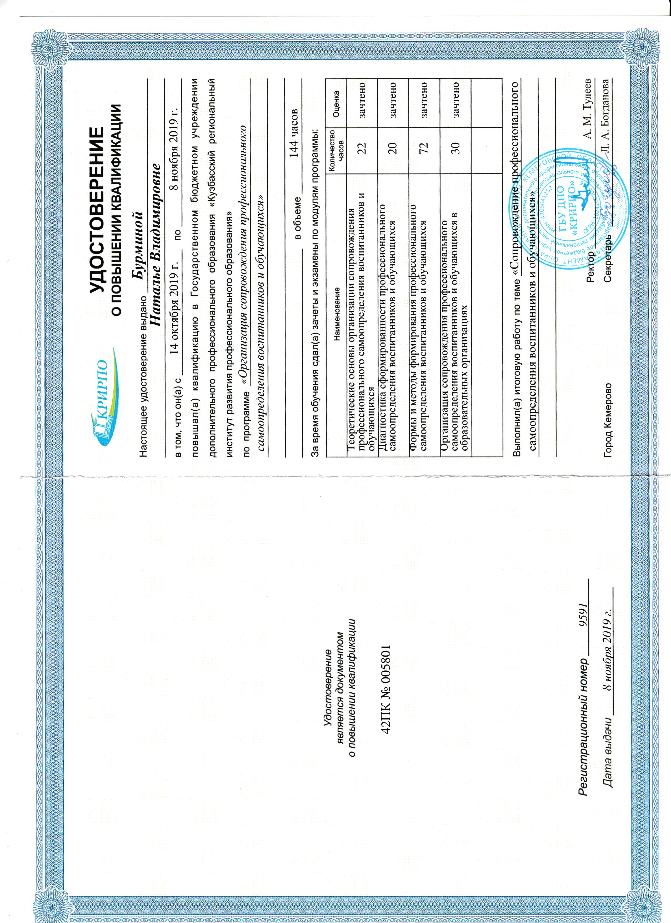 Удостоверение
является документом
о повышении квалификации
42ПК № 005801
Регистрационный номер 9591
Дата выдачи 8 ноября 2019 г.
КРИРПО
УДОСТОВЕРЕНИЕ
О ПОВЫШЕНИИ КВАЛИФИКАЦИИ
Настоящее удостоверение выдано Бурминой
Наталье Владимировне
в том, что он(а) с 14 октября 2019 г. по 8 ноября 2019 г.
повышал(а) квалификацию в Государственном бюджетном учреждении
дополнительного профессионального образования «Кузбасский региональный
институт развития профессионального образования»
по программе «Организация сопровождения профессионального
самоопределения воспитанников и обучающихся»
в объеме 144 часов
За время обучения сдал(а) зачеты и экзамены по модулям программы:
Наименование Количество часов Оценка
Теоретические основы организации сопровождения
профессионального самоопределения воспитанников и
обучающихся 22 зачтено
Диагностика сформированности профессионального
самоопределения воспитанников и обучающихся 20 зачтено
Формы и методы формирования профессионального
самоопределения воспитанников и обучающихся 72 зачтено
Организация сопровождения профессионального
самоопределения воспитанников и обучающихся в
образовательных организациях 30 зачтено
Выполнил(а) итоговую работу по теме «Сопровождение профессионального
самоопределения воспитанников и обучающихся»
ГБУ ДПО
«КРИРПО»
Ректор А. М. Тулеев
Город Кемерово Секретарь Л. А. Богданова